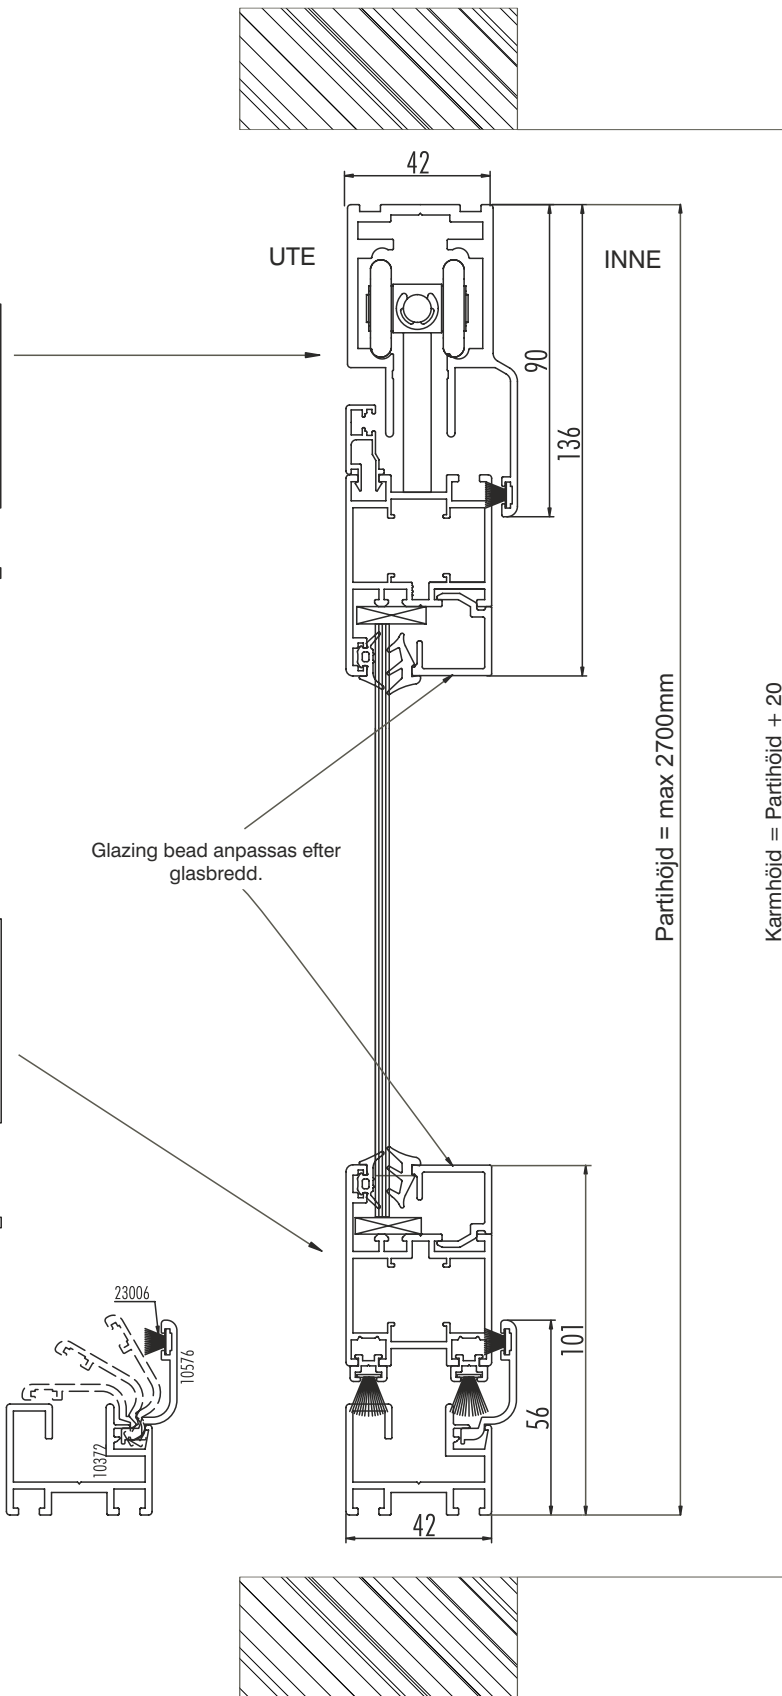 42
UTE
INNE
90
136
Partihöjd = max 2700mm
Karmhöjd = Partihöjd + 20
Glazing bead anpassas efter
glasbredd.
23006
10576
10372
101
56
42